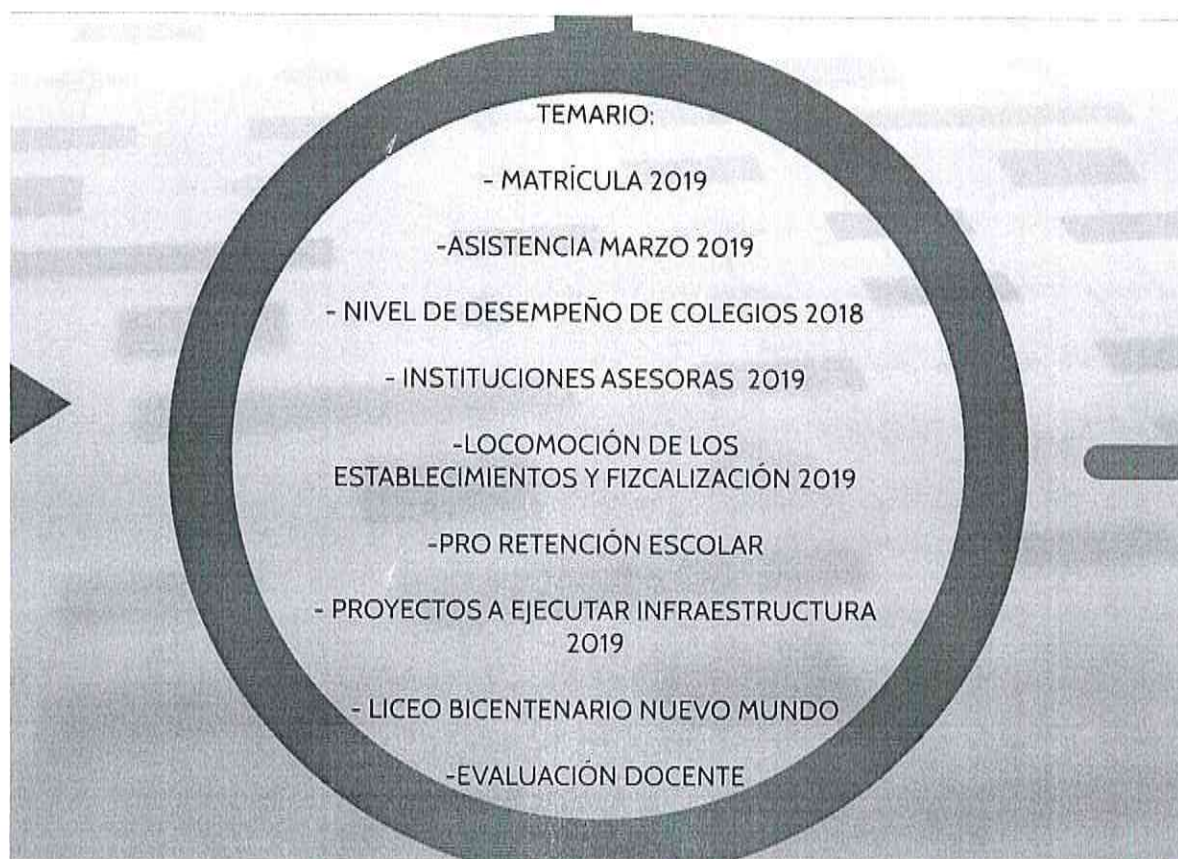 TEMARIO:
- MATRÍCULA 2019
-ASISTENCIA MARZO 2019
- NIVEL DE DESEMPEÑO DE COLEGIOS 2018
- INSTITUCIONES ASESORAS 2019
-LOCOMOCIÓN DE LOS
ESTABLECIMIENTOS Y FIZCALIZACIÓN 2019
-PRO RETENCIÓN ESCOLAR
- PROYECTOS A EJECUTAR INFRAESTRUCTURA
2019
- LICEO BICENTENARIO NUEVO MUNDO
-EVALUACIÓN DOCENTE